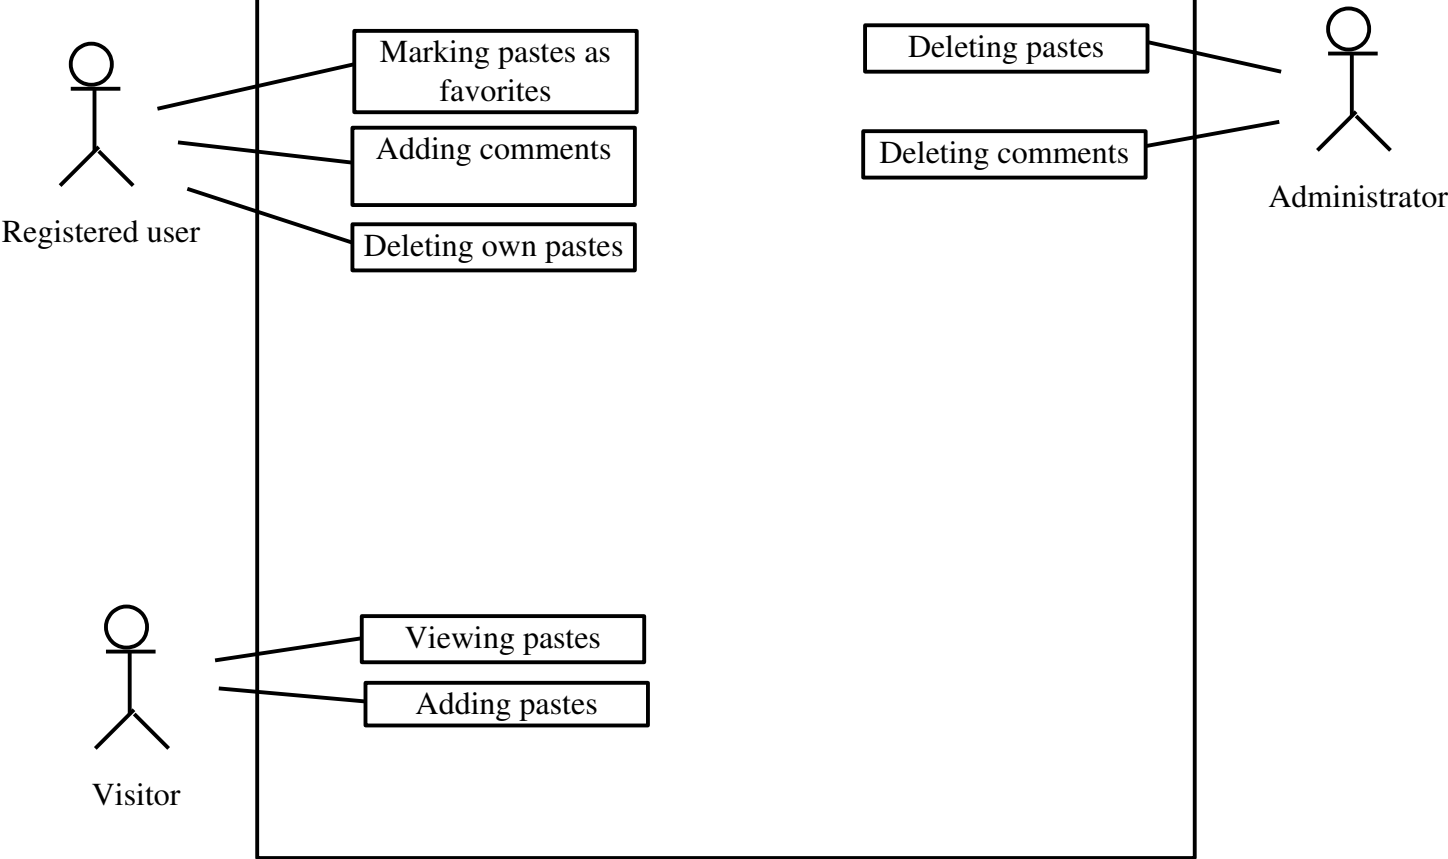 Marking pastes as
favorites
Adding comments
Deleting own pastes
Registered user
Deleting pastes
Deleting comments
Administrator
Viewing pastes
Adding pastes
Visitor